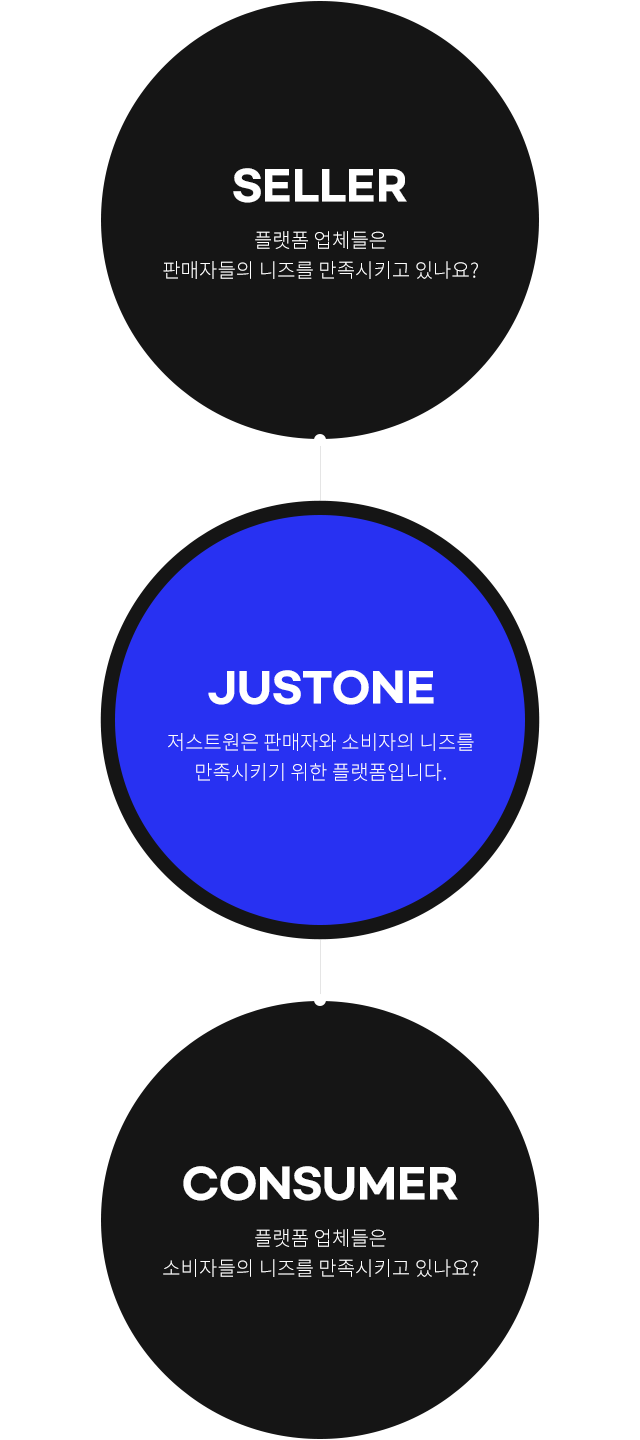 SELLER
플랫폼 업체들은
판매자들의 니즈를 만족시키고 있나요?
JUSTONE
저스트원은 판매자와 소비자의 니즈를
만족시키기 위한 플랫폼입니다.
CONSUMER
플랫폼 업체들은
소비자들의 니즈를 만족시키고 있나요?